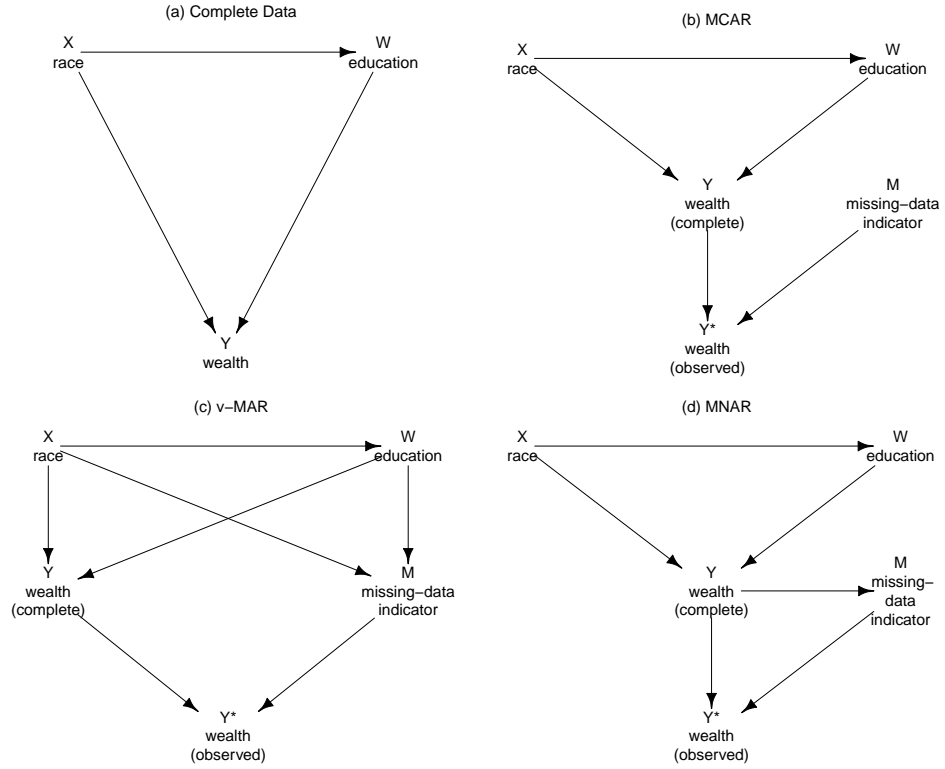 (a) Complete Data
X
race
W
education
Y
wealth
(b) MCAR
X
race
W
education
Y
wealth
(complete)
M
missing−data
indicator
Y*
wealth
(observed)
(c) v−MAR
X
race
W
education
Y
wealth
(complete)
M
missing−data
indicator
Y*
wealth
(observed)
(d) MNAR
X
race
W
education
Y
wealth
(complete)
M
missing−
data
indicator
Y*
wealth
(observed)